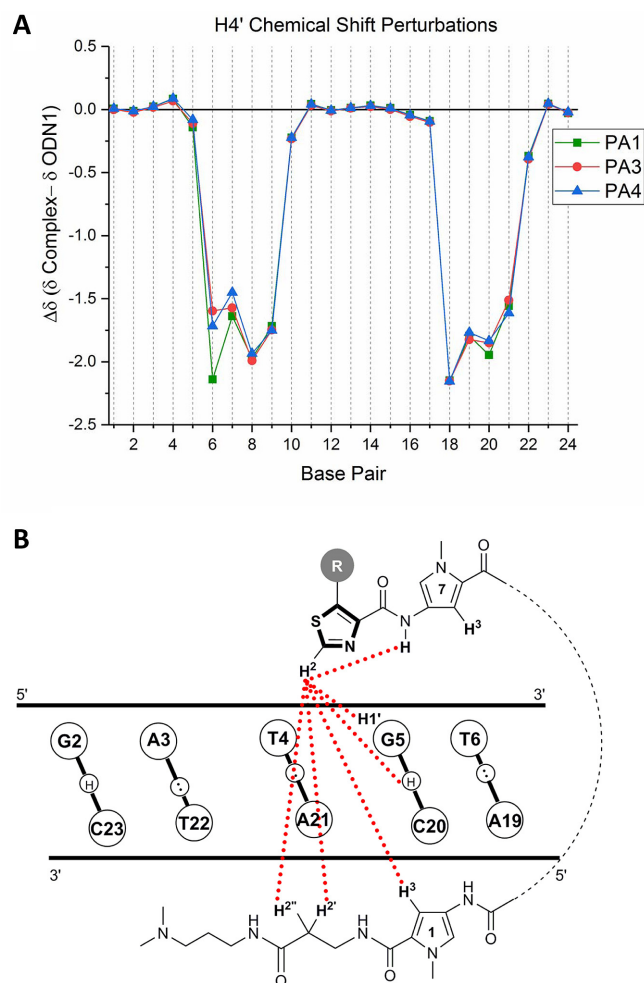 A
H4' Chemical Shift Perturbations
Δδ (δ Complex– δ ODN1)
0.5
0.0
-0.5
-1.0
-1.5
-2.0
-2.5
PA1
PA3
PA4
2 4 6 8 10 12 14 16 18 20 22 24
Base Pair
B
R
S
N
H²
O
N
H
N
7
O
H³
5' 3'
H1'
G2 A3 T4 G5 T6
H H
C23 T22 A21 C20 A19
3' 5'
H²'' H²' H³
N
H
N
O
H
N
O
1
N
H
N
O